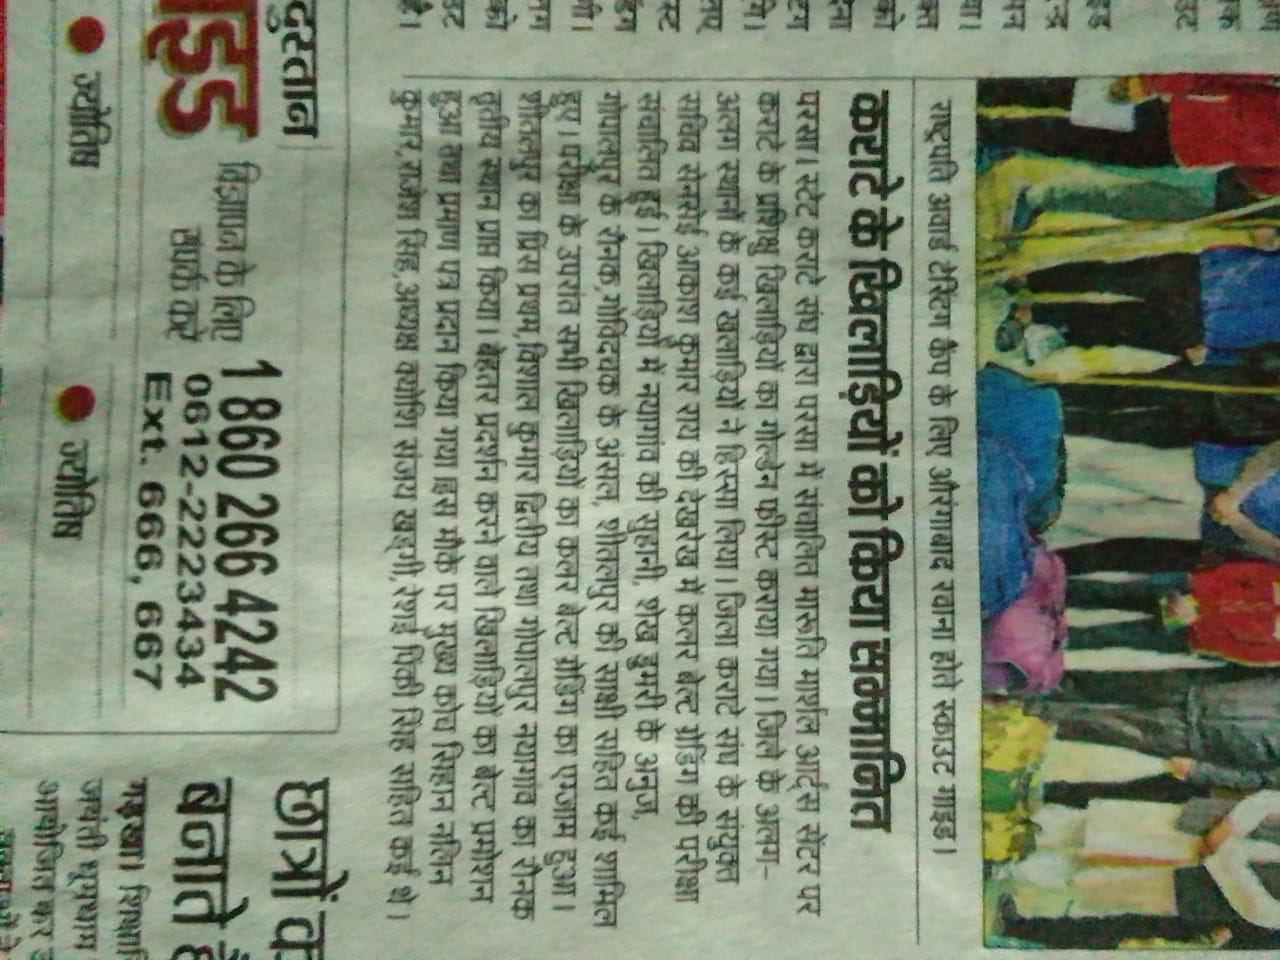 राष्ट्रपति अवार्ड टेस्टिंग कैंप के लिए औरंगाबाद रवाना होते स्काउट गाइड।
कराटे के खिलाड़ियों को किया सम्मानित
परसा। स्टेट कराटे संघ द्वारा परसा में संचालित मारूति मार्शल आर्ट्स सेंटर पर
कराटे के प्रशिक्षु खिलाड़ियों का गोल्डेन फीस्ट कराया गया। जिले के अलग-
अलग स्थानों के कई खलाड़ियों ने हिस्सा लिया। जिला कराटे संघ के संयुक्त
सचिव सेनसेई आकाश कुमार राय की देखरेख में कलर बेल्ट ग्रेडिंग की परीक्षा
संचालित हुई। खिलाड़ियों में नयागांव की सुहानी, शेख डुमरी के अनुज,
गोपालपुर के रौनक,गोविंदचक के अंसल, शीतलपुर की साक्षी सहित कई शामिल
हुए। परीक्षा के उपरांत सभी खिलाड़ियों का कलर बेल्ट ग्रेडिंग का एग्जाम हुआ।
शीतलपुर का प्रिंस प्रथम,विशाल कुमार द्वितीय तथा गोपालपुर नयागांव का रौनक
तृतीय स्थान प्राप्त किया। बेहतर प्रदर्शन करने वाले खिलाड़ियों का बेल्ट प्रमोशन
हुआ तथा प्रमाण पत्र प्रदान किया गया।इस मौके पर मुख्य कोच सिहान नलिन
कुमार,राजेश सिंह,अध्यक्ष क्योशि संजय खड्गी,रेशई पिंकी सिंह सहित कई थे।
दुस्तान
ाइड
विज्ञापन के लिए
संपर्क करें
1 860 266 4242
0612-2223434
Ext. 666, 667
ज्योतिष
ज्योतिष
छात्रों क
बनाते है
गड़खा। शिक्षावि
जयंती धूमधाम
आयोजित कर